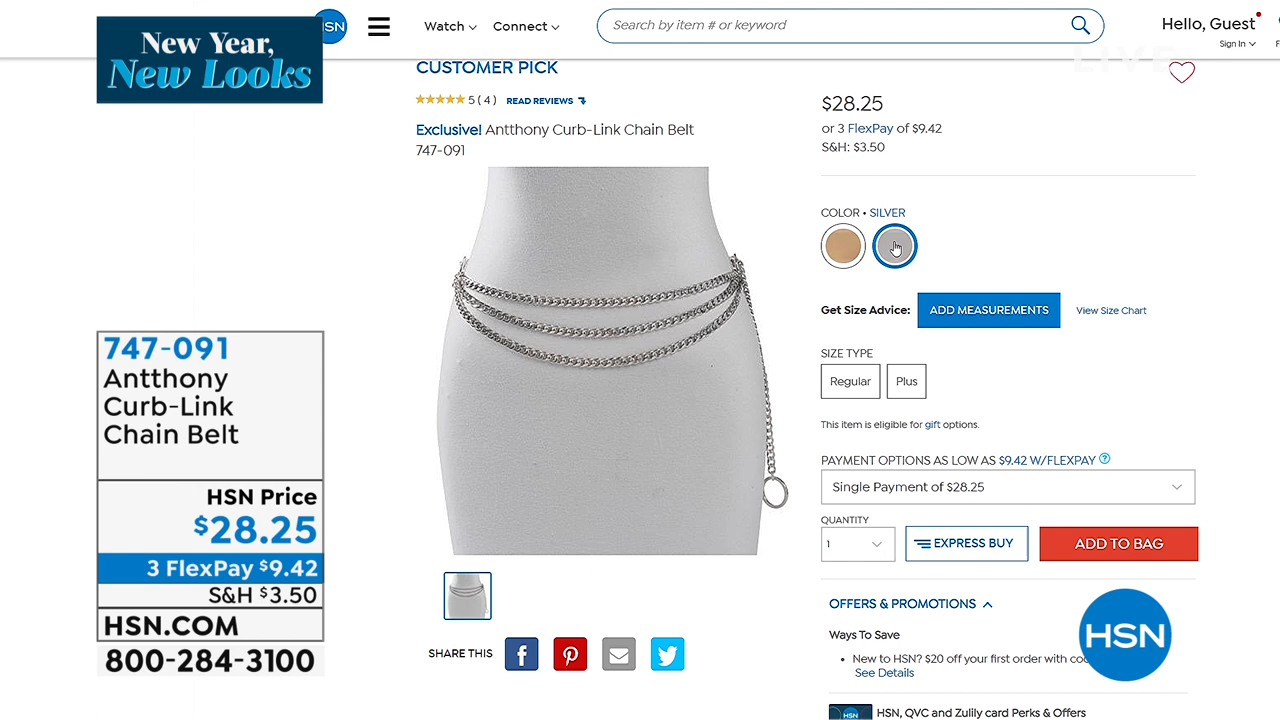 New Year,
New Looks
HSN
Watch
Connect
Search by item # or keyword
Hello, Guest
Sign In
LIVE
CUSTOMER PICK
5 ( 4 ) READ REVIEWS
Exclusive! Antthony Curb-Link Chain Belt
747-091
$28.25
or 3 FlexPay of $9.42
S&H: $3.50
COLOR • SILVER
Get Size Advice: ADD MEASUREMENTS View Size Chart
SIZE TYPE
Regular Plus
This item is eligible for gift options.
PAYMENT OPTIONS AS LOW AS $9.42 W/FLEXPAY ?
Single Payment of $28.25
QUANTITY
1 EXPRESS BUY ADD TO BAG
OFFERS & PROMOTIONS
Ways To Save
• New to HSN? $20 off your first order with
See Details
HSN HSN, QVC and Zulily card Perks & Offers
SHARE THIS
747-091
Antthony
Curb-Link
Chain Belt
HSN Price
$28.25
3 FlexPay $9.42
S&H $3.50
HSN.COM
800-284-3100
HSN